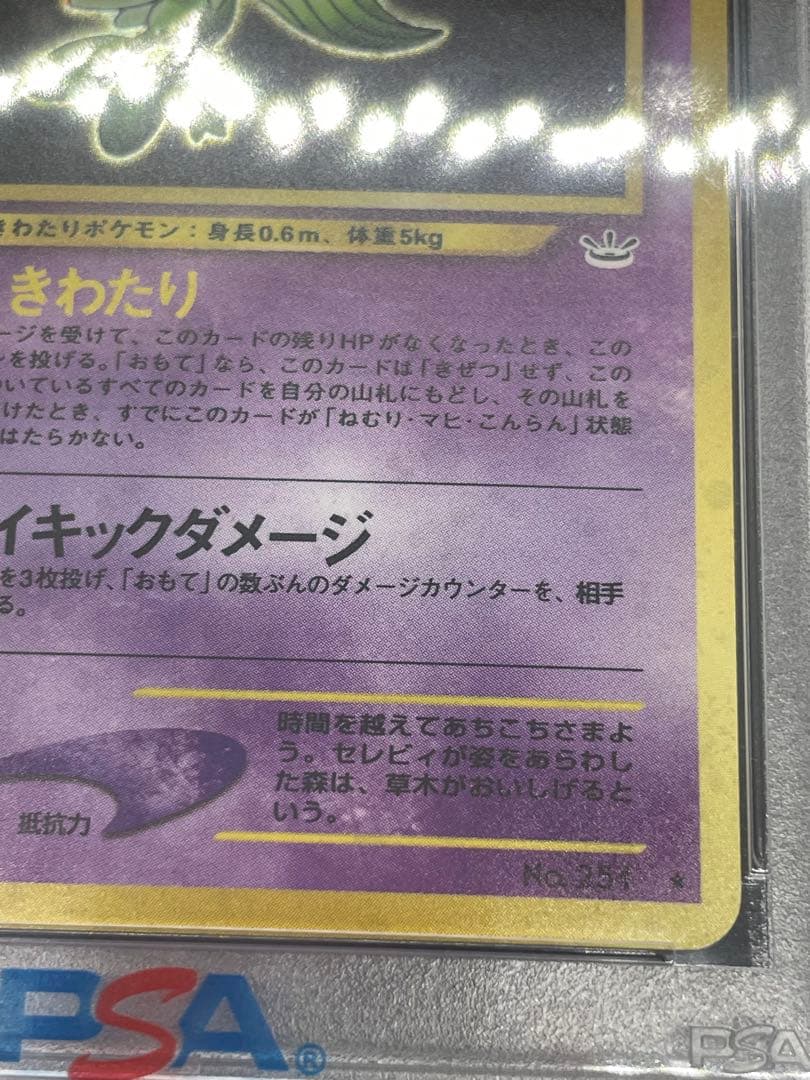 きわたりポケモン：身長0.6m、体重5kg
きわたり
ージを受けて、このカードの残りHPがなくなったとき、この
ンを投げる。「おもて」なら、このカードは「きぜつ」せず、この
いているすべてのカードを自分の山札にもどし、その山札を
けたとき、すでにこのカードが「ねむり・マヒ・こんらん」状態
はたらかない。
イキックダメージ
を3枚投げ、「おもて」の数ぶんのダメージカウンターを、相手
る。
時間を越えてあちこちさまよ
う。セレビィが姿をあらわし
た森は、草木がおいしげると
いう。
抵抗力
No.251 ★
PSA®
PSA